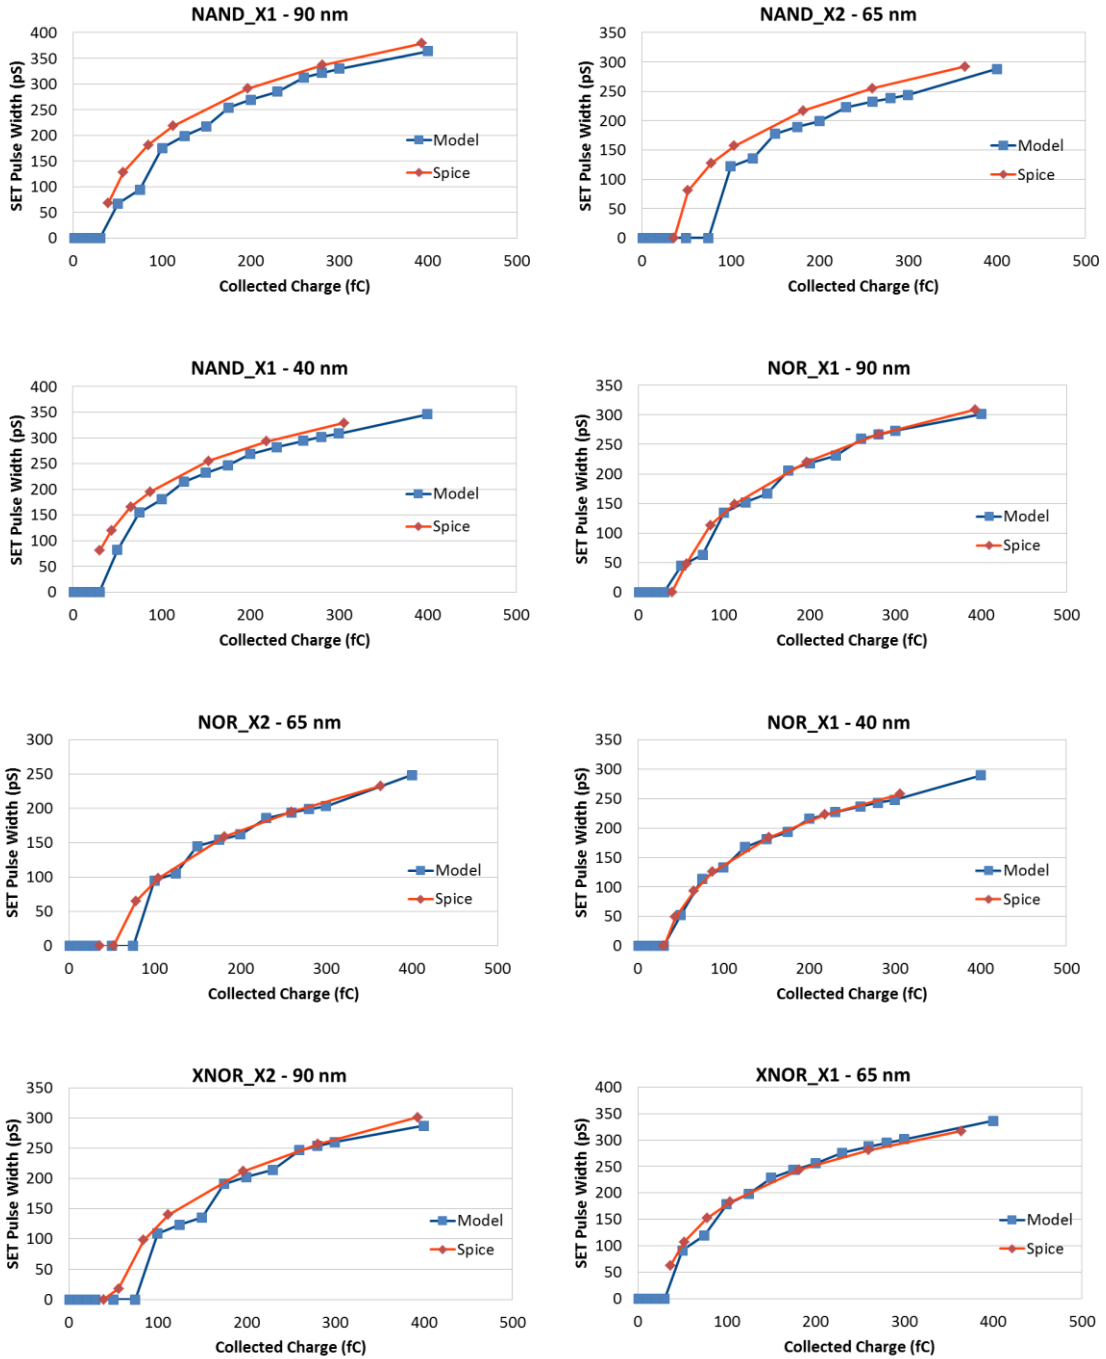 NAND_X1 - 90 nm
SET Pulse Width (pS)
400
350
300
250
200
150
100
50
0
Model
Spice
0 100 200 300 400 500
Collected Charge (fC)
NAND_X2 - 65 nm
SET Pulse Width (pS)
350
300
250
200
150
100
50
0
Model
Spice
0 100 200 300 400 500
Collected Charge (fC)
NAND_X1 - 40 nm
SET Pulse Width (pS)
400
350
300
250
200
150
100
50
0
Model
Spice
0 100 200 300 400 500
Collected Charge (fC)
NOR_X1 - 90 nm
SET Pulse Width (pS)
350
300
250
200
150
100
50
0
Model
Spice
0 100 200 300 400 500
Collected Charge (fC)
NOR_X2 - 65 nm
SET Pulse Width (pS)
300
250
200
150
100
50
0
Model
Spice
0 100 200 300 400 500
Collected Charge (fC)
NOR_X1 - 40 nm
SET Pulse Width (pS)
350
300
250
200
150
100
50
0
Model
Spice
0 100 200 300 400 500
Collected Charge (fC)
XNOR_X2 - 90 nm
SET Pulse Width (pS)
350
300
250
200
150
100
50
0
Model
Spice
0 100 200 300 400 500
Collected Charge (fC)
XNOR_X1 - 65 nm
SET Pulse Width (pS)
400
350
300
250
200
150
100
50
0
Model
Spice
0 100 200 300 400 500
Collected Charge (fC)